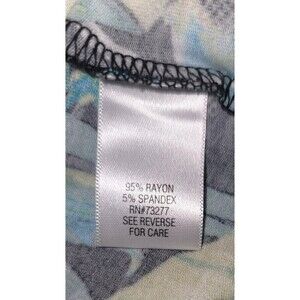 95% RAYON
5% SPANDEX
RN#73277
SEE REVERSE
FOR CARE